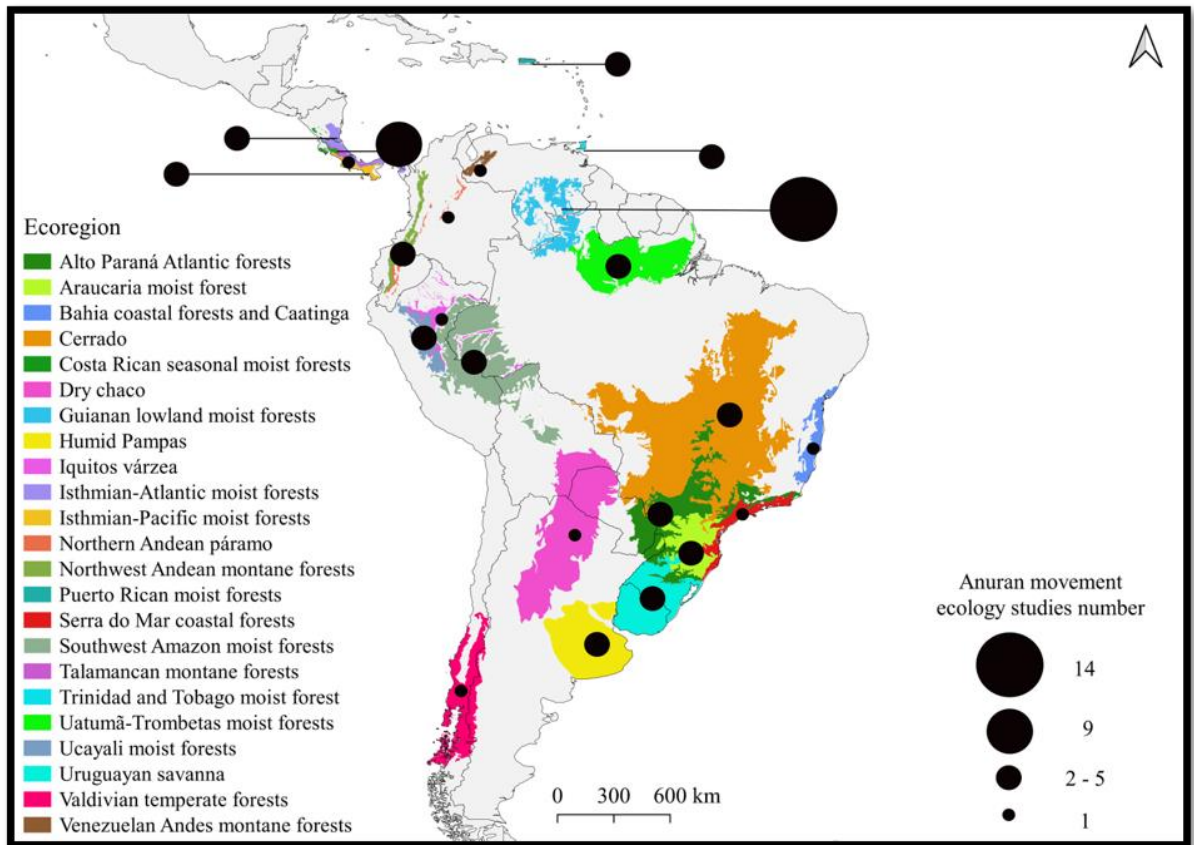 Ecoregion
Alto Paraná Atlantic forests
Araucaria moist forest
Bahia coastal forests and Caatinga
Cerrado
Costa Rican seasonal moist forests
Dry chaco
Guianan lowland moist forests
Humid Pampas
Iquitos várzea
Isthmian-Atlantic moist forests
Isthmian-Pacific moist forests
Northern Andean páramo
Northwest Andean montane forests
Puerto Rican moist forests
Serra do Mar coastal forests
Southwest Amazon moist forests
Talamancan montane forests
Trinidad and Tobago moist forest
Uatumã-Trombetas moist forests
Ucayali moist forests
Uruguayan savanna
Valdivian temperate forests
Venezuelan Andes montane forests
0 300 600 km
Anuran movement
ecology studies number
14
9
2 - 5
1